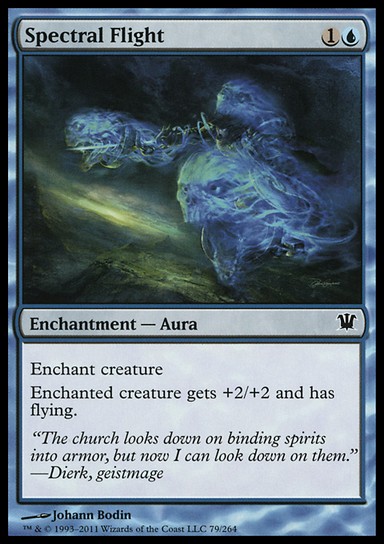 Spectral Flight 1
Enchantment — Aura
Enchant creature
Enchanted creature gets +2/+2 and has
flying.
“The church looks down on binding spirits
into armor, but now I can look down on them.”
—Dierk, geistmage
Johann Bodin
™ & © 1993–2011 Wizards of the Coast LLC 79/264